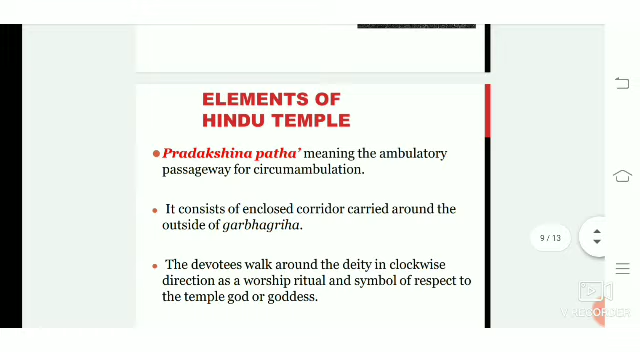 ELEMENTS OF
HINDU TEMPLE
Pradakshina patha’ meaning the ambulatory
passageway for circumambulation.
It consists of enclosed corridor carried around the
outside of garbhagriha.
The devotees walk around the deity in clockwise
direction as a worship ritual and symbol of respect to
the temple god or goddess.
9 / 13
V RECORDER